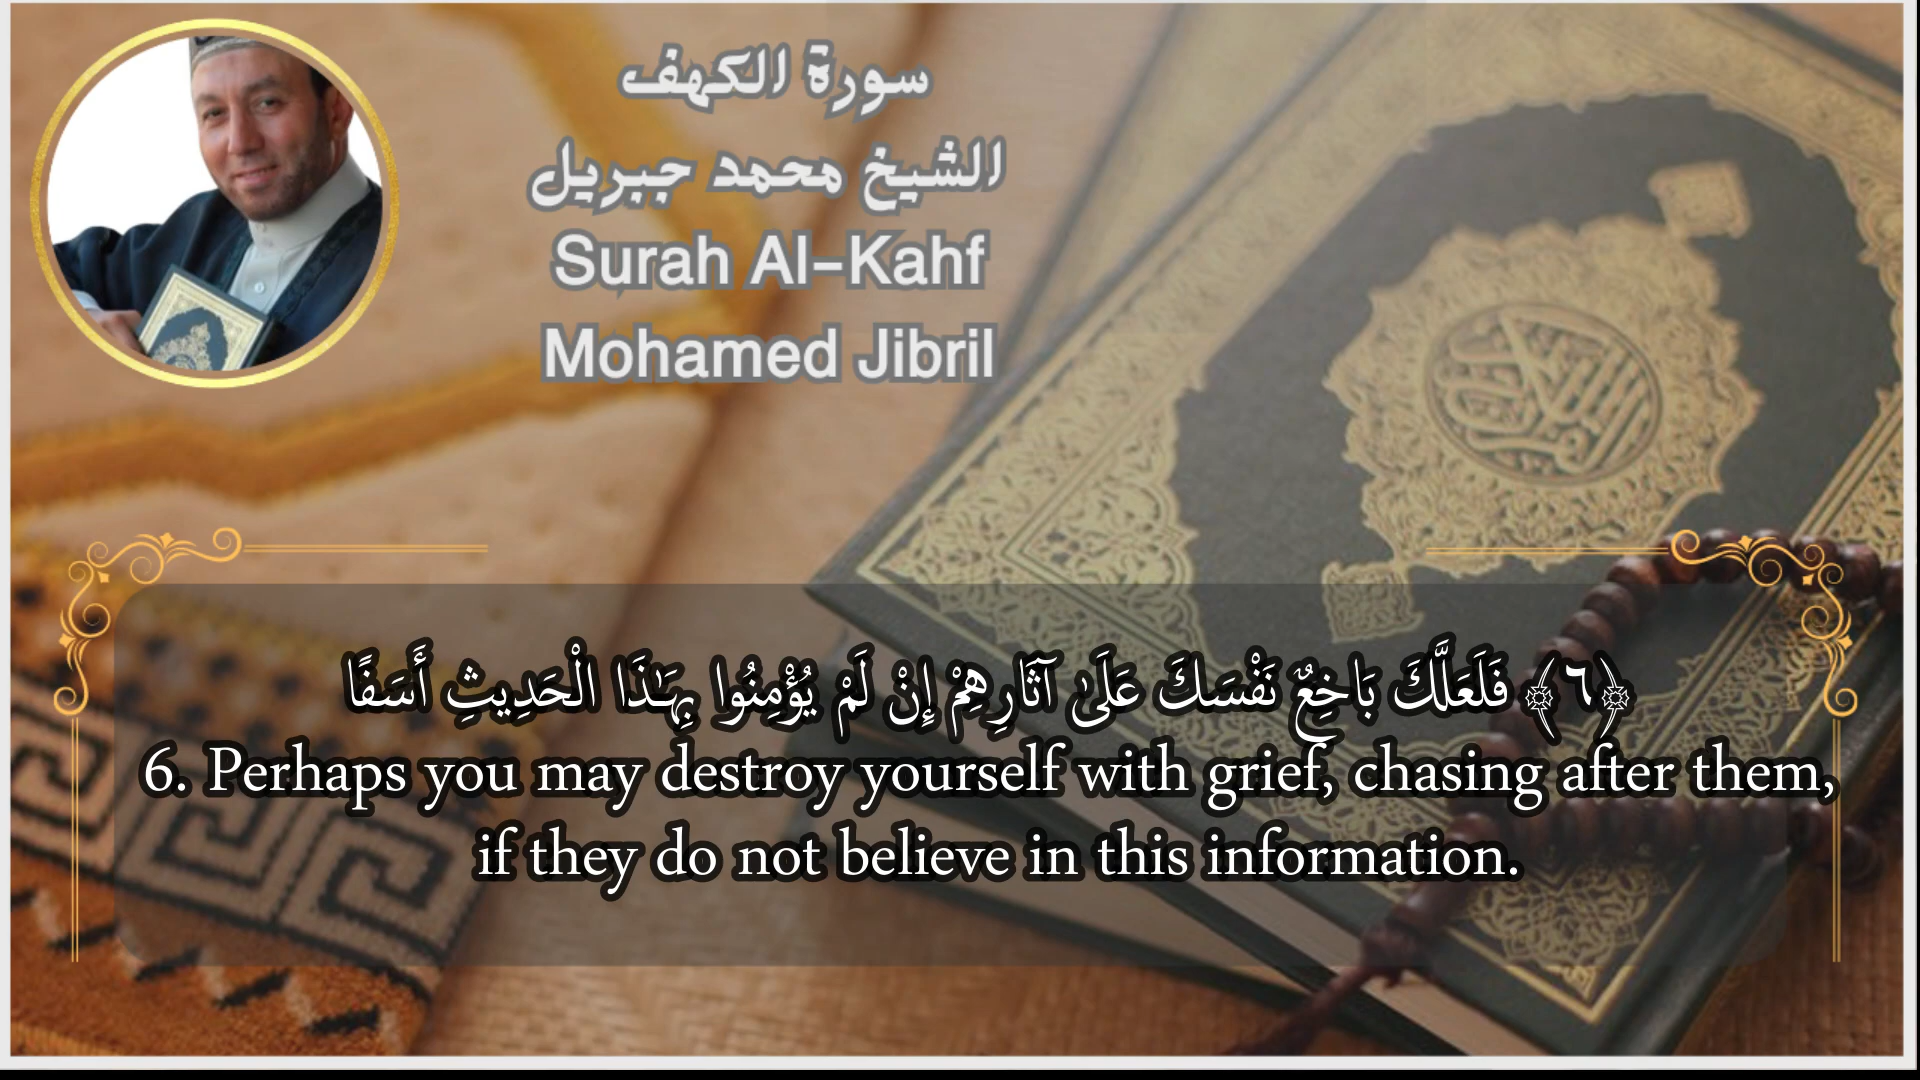 سورة الكهف
الشيخ محمد جبريل
Surah Al-Kahf
Mohamed Jibril
﴿٦﴾ فَلَعَلَّكَ بَاخِعٌ نَفْسَكَ عَلَىٰ آثَارِهِمْ إِنْ لَمْ يُؤْمِنُوا بِهَـٰذَا الْحَدِيثِ أَسَفًا
6. Perhaps you may destroy yourself with grief, chasing after them,
if they do not believe in this information.